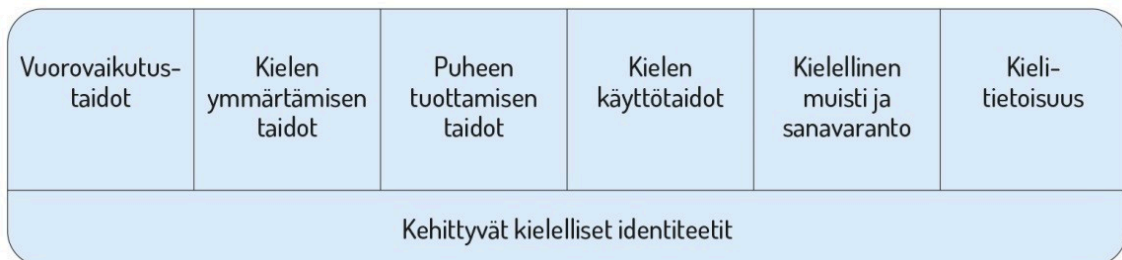 Vuorovaikutus-
taidot
Kielen
ymmärtämisen
taidot
Puheen
tuottamisen
taidot
Kielen
käyttötaidot
Kielellinen
muisti ja
sanavaranto
Kieli-
tietoisuus
Kehittyvät kielelliset identiteetit